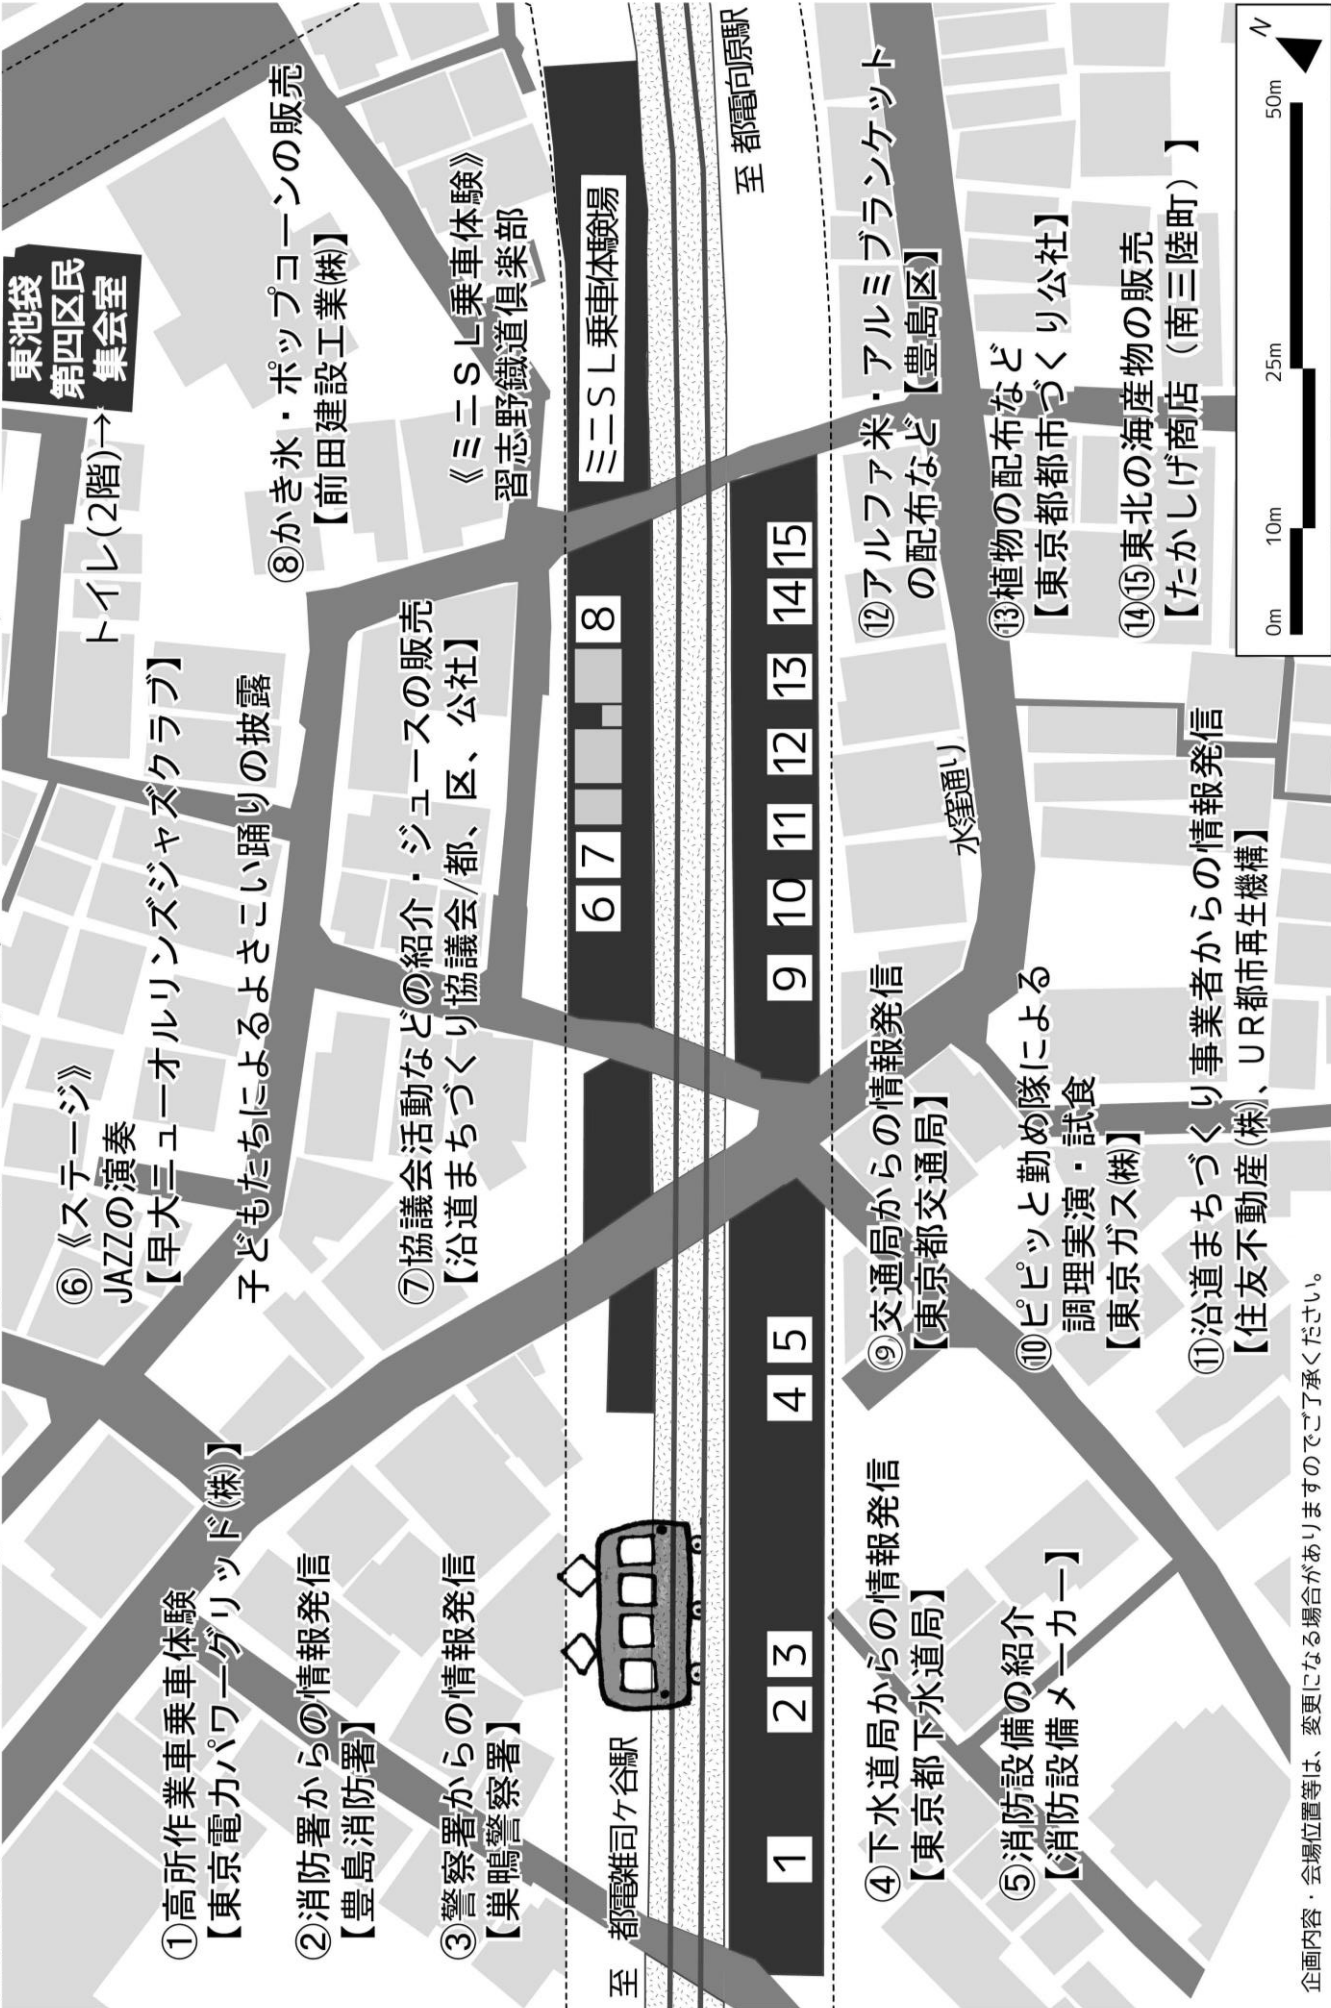 ①高所作業車乗車体験
【東京電力パワーグリッド(株)】
②消防署からの情報発信
【豊島消防署】
③警察署からの情報発信
【巣鴨警察署】
⑥《ステージ》
JAZZの演奏
【早大ニューオルリンズジャズクラブ】
子どもたちによるよさこい踊りの披露
⑦協議会活動などの紹介・ジュースの販売
【沿道まちづくり協議会/都、区、公社】
東池袋
第四区民
集会室
トイレ(2階)→
⑧かき氷・ポップコーンの販売
【前田建設工業(株)】
《ミニSL乗車体験》
習志野鐵道倶楽部
6
7
8
ミニSL乗車体験場
至 都電雑司ケ谷駅
至 都電向原駅
1
2
3
4
5
9
10
11
12
13
14
15
④下水道局からの情報発信
【東京都下水道局】
⑤消防設備の紹介
【消防設備メーカー】
⑨交通局からの情報発信
【東京都交通局】
⑩ピピッと勤め隊による
調理実演・試食
【東京ガス(株)】
⑪沿道まちづくり事業者からの情報発信
【住友不動産(株)、UR都市再生機構】
水窪通り
⑫アルファ米・アルミブランケット
の配布など【豊島区】
⑬植物の配布など
【東京都都市づくり公社】
⑭⑮東北の海産物の販売
【たかしげ商店（南三陸町）】
0m
10m
25m
50m
N
企画内容・会場位置等は、変更になる場合がありますのでご了承ください。